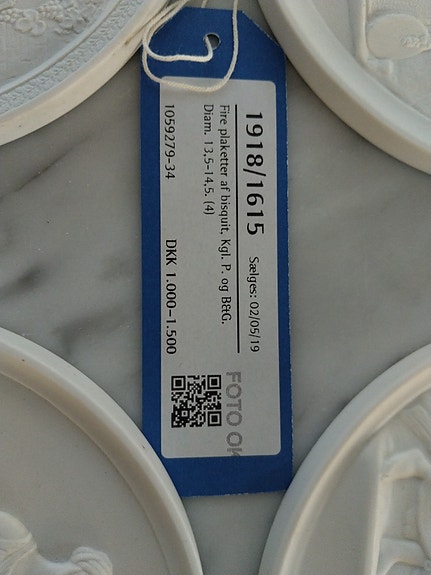 1918/1615 Sælges: 02/05/19
Fire plaketter af bisquit, Kgl. P. og B&G.
Diam. 13,5-14,5. (4)
1059279-34 DKK 1.000-1.500
FOTO OK